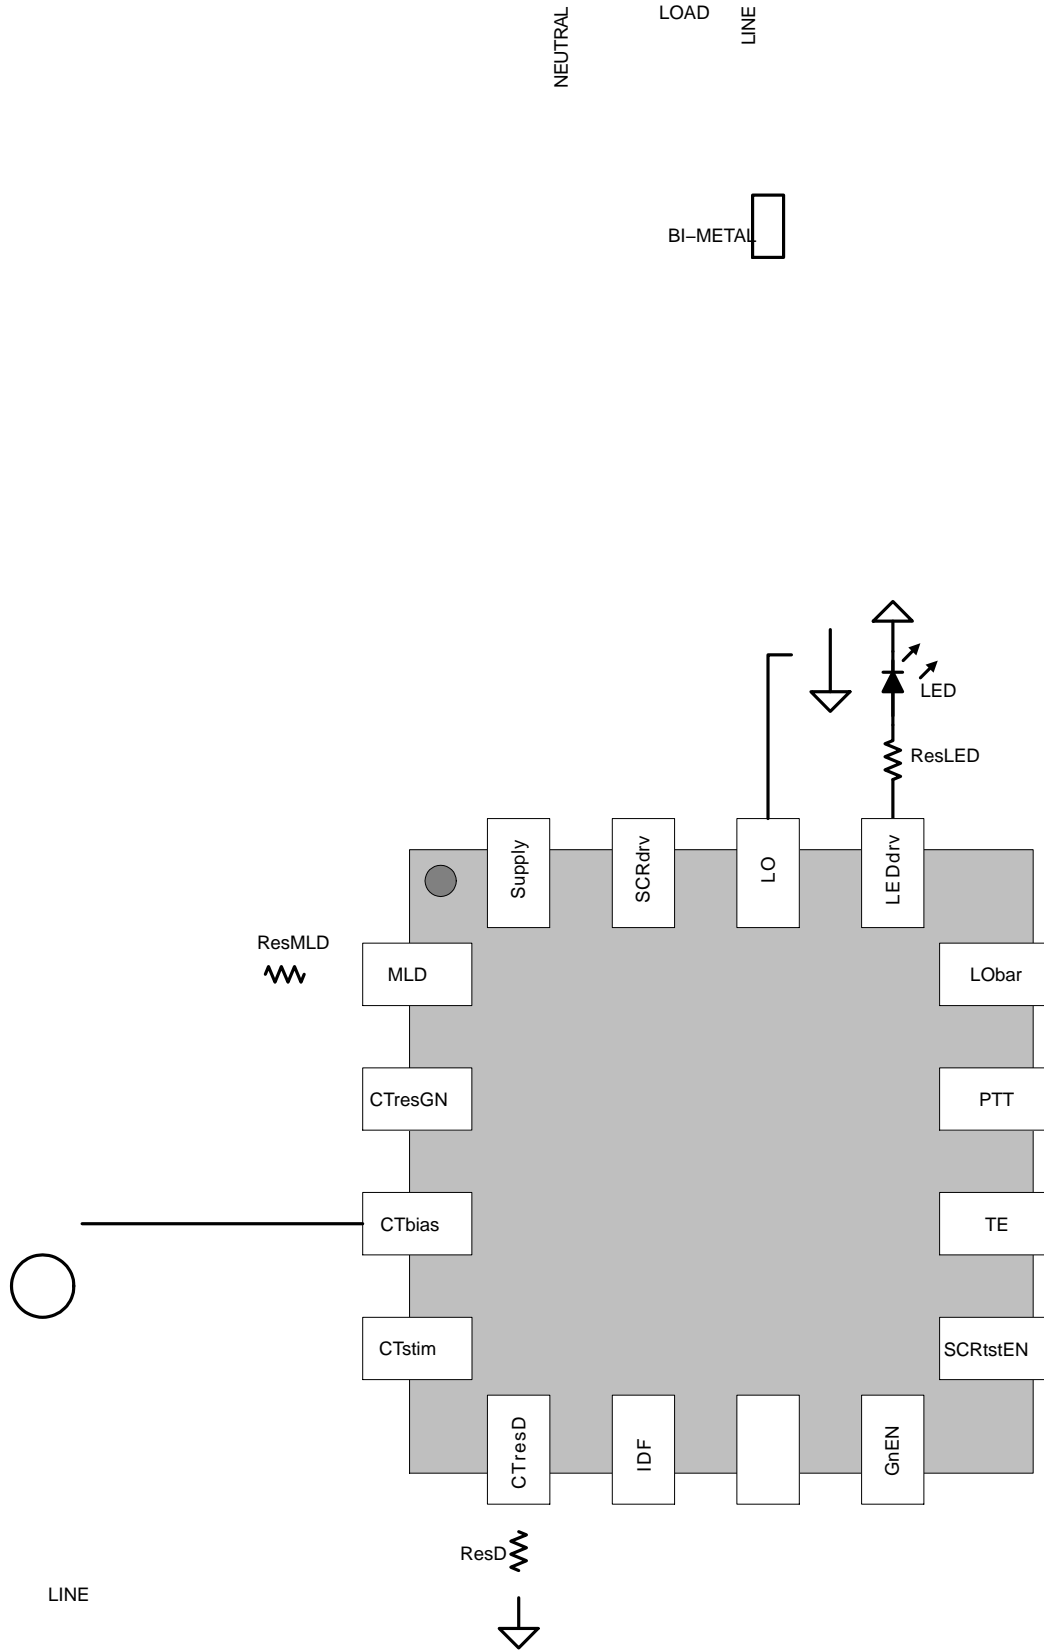 LOAD
NEUTRAL
LINE
BI−METAL
LED
ResLED
Supply
SCRdrv
LO
LEDdrv
ResMLD
MLD
LObar
CTresGN
PTT
CTbias
TE
CTstim
SCRtstEN
CTresD
IDF
GnEN
ResD
LINE